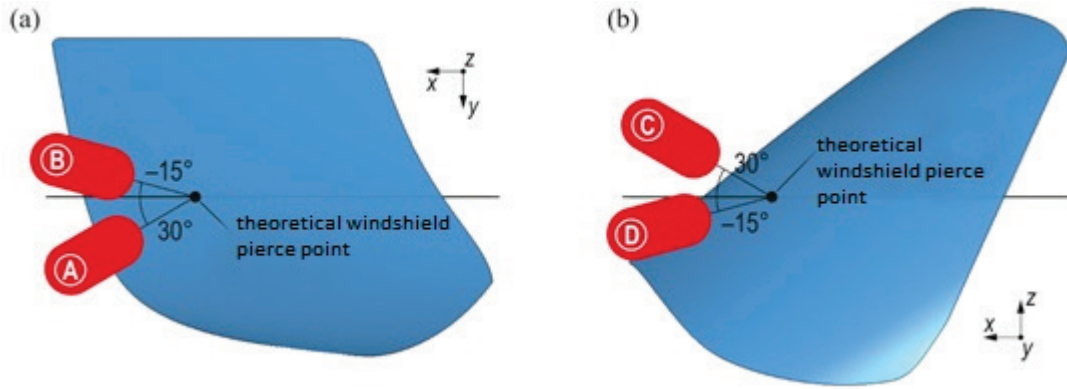 (a)
z
x
y
B
−15°
A
30°
theoretical windshield
pierce point
(b)
C
30°
theoretical
windshield pierce
point
D
−15°
z
x
y